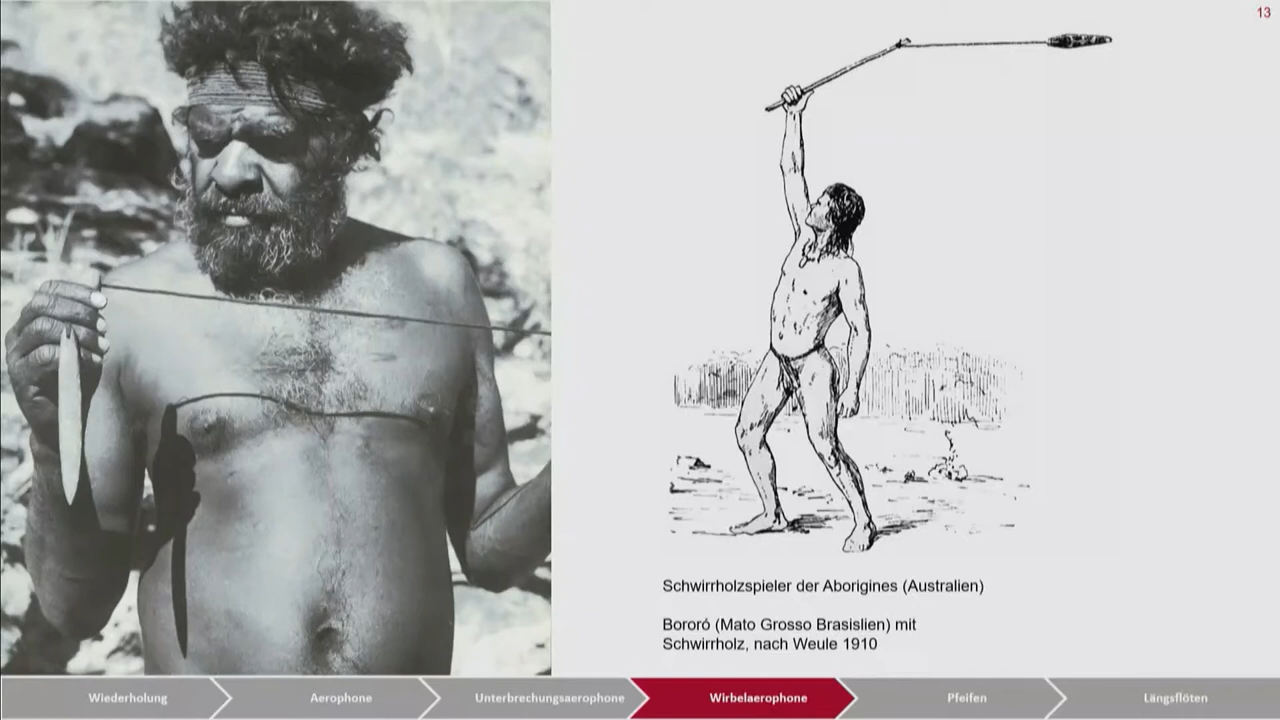 13
Schwirrholzspieler der Aborigines (Australien)
Bororó (Mato Grosso Brasislien) mit
Schwirrholz, nach Weule 1910
Wiederholung
Aerophone
Unterbrechungsaerophone
Wirbelaerophone
Pfeifen
Längsflöten